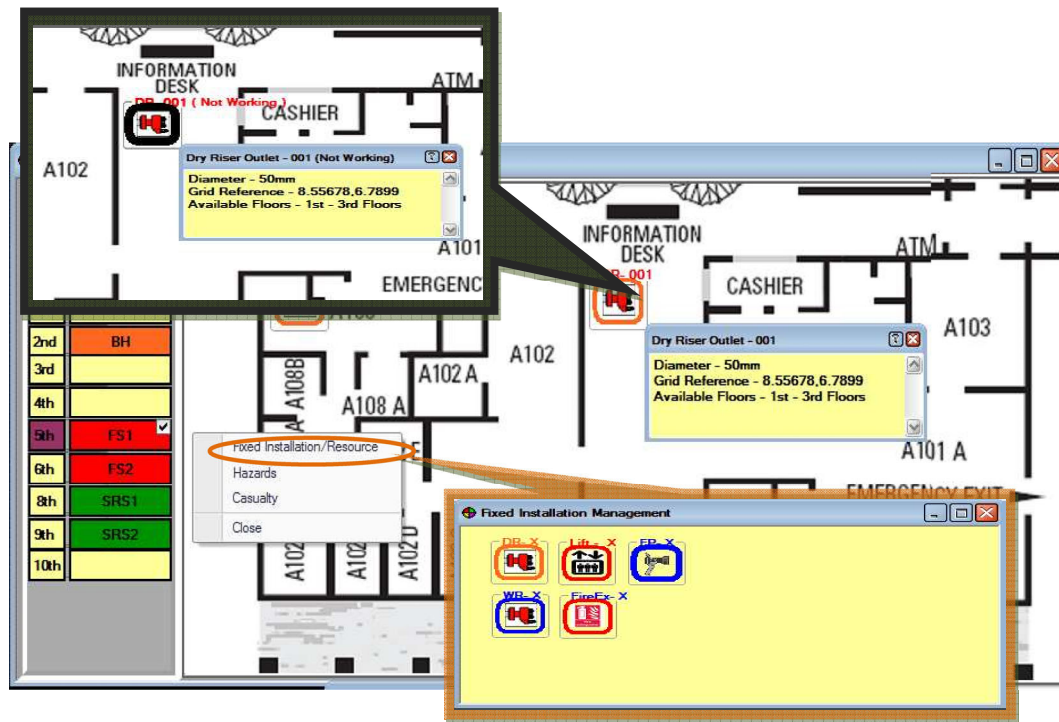 INFORMATION
DESK
DR- 001 ( Not Working )
CASHIER
ATM
A102
Dry Riser Outlet - 001 (Not Working)
Diameter - 50mm
Grid Reference - 8.55678,6.7899
Available Floors - 1st - 3rd Floors
A101
EMERGENC
INFORMATION
DESK
R- 001
CASHIER
ATM
A103
A102
Dry Riser Outlet - 001
Diameter - 50mm
Grid Reference - 8.55678,6.7899
Available Floors - 1st - 3rd Floors
A101 A
EMERGENCY EXIT
2nd BH
3rd
4th
5th FS1
6th FS2
8th SRS1
9th SRS2
10th
A108B
A108 A
A102 A
Fixed Installation/Resource
Hazards
Casualty
Close
A102
A102
A102 D
Fixed Installation Management
DR- X
Lift - X
FP- X
WR- X
FireEx- X